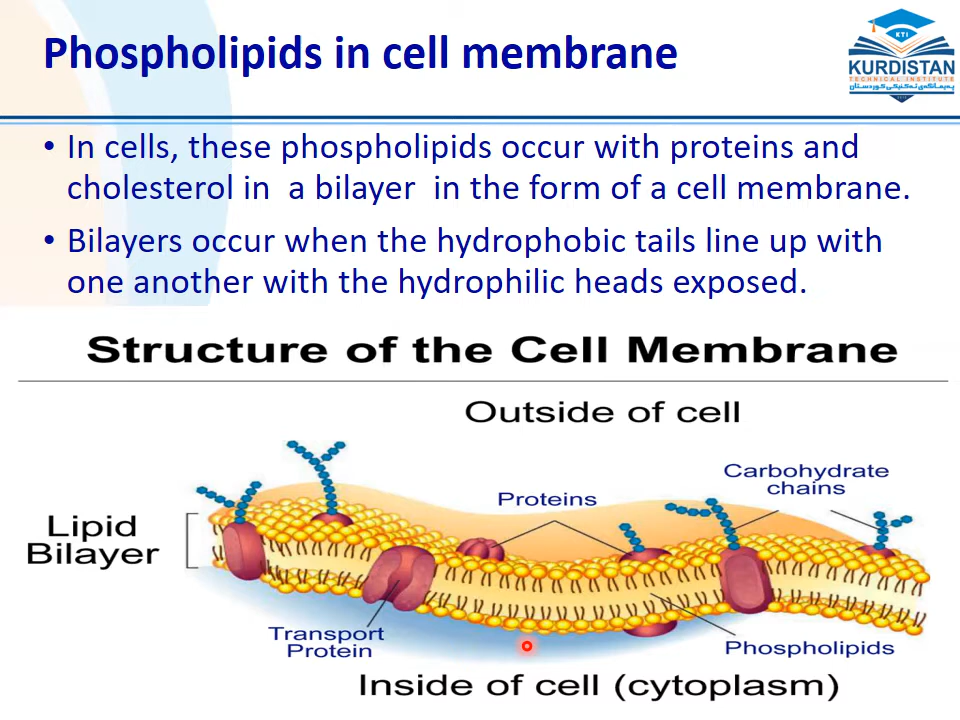 Phospholipids in cell membrane
KTI
KURDISTAN
TECHNICAL INSTITUTE
پەیمانگەی تەکنیکی کوردستان
• In cells, these phospholipids occur with proteins and
cholesterol in a bilayer in the form of a cell membrane.
• Bilayers occur when the hydrophobic tails line up with
one another with the hydrophilic heads exposed.
Structure of the Cell Membrane
Outside of cell
Carbohydrate
chains
Proteins
Lipid
Bilayer
Transport
Protein
Phospholipids
Inside of cell (cytoplasm)